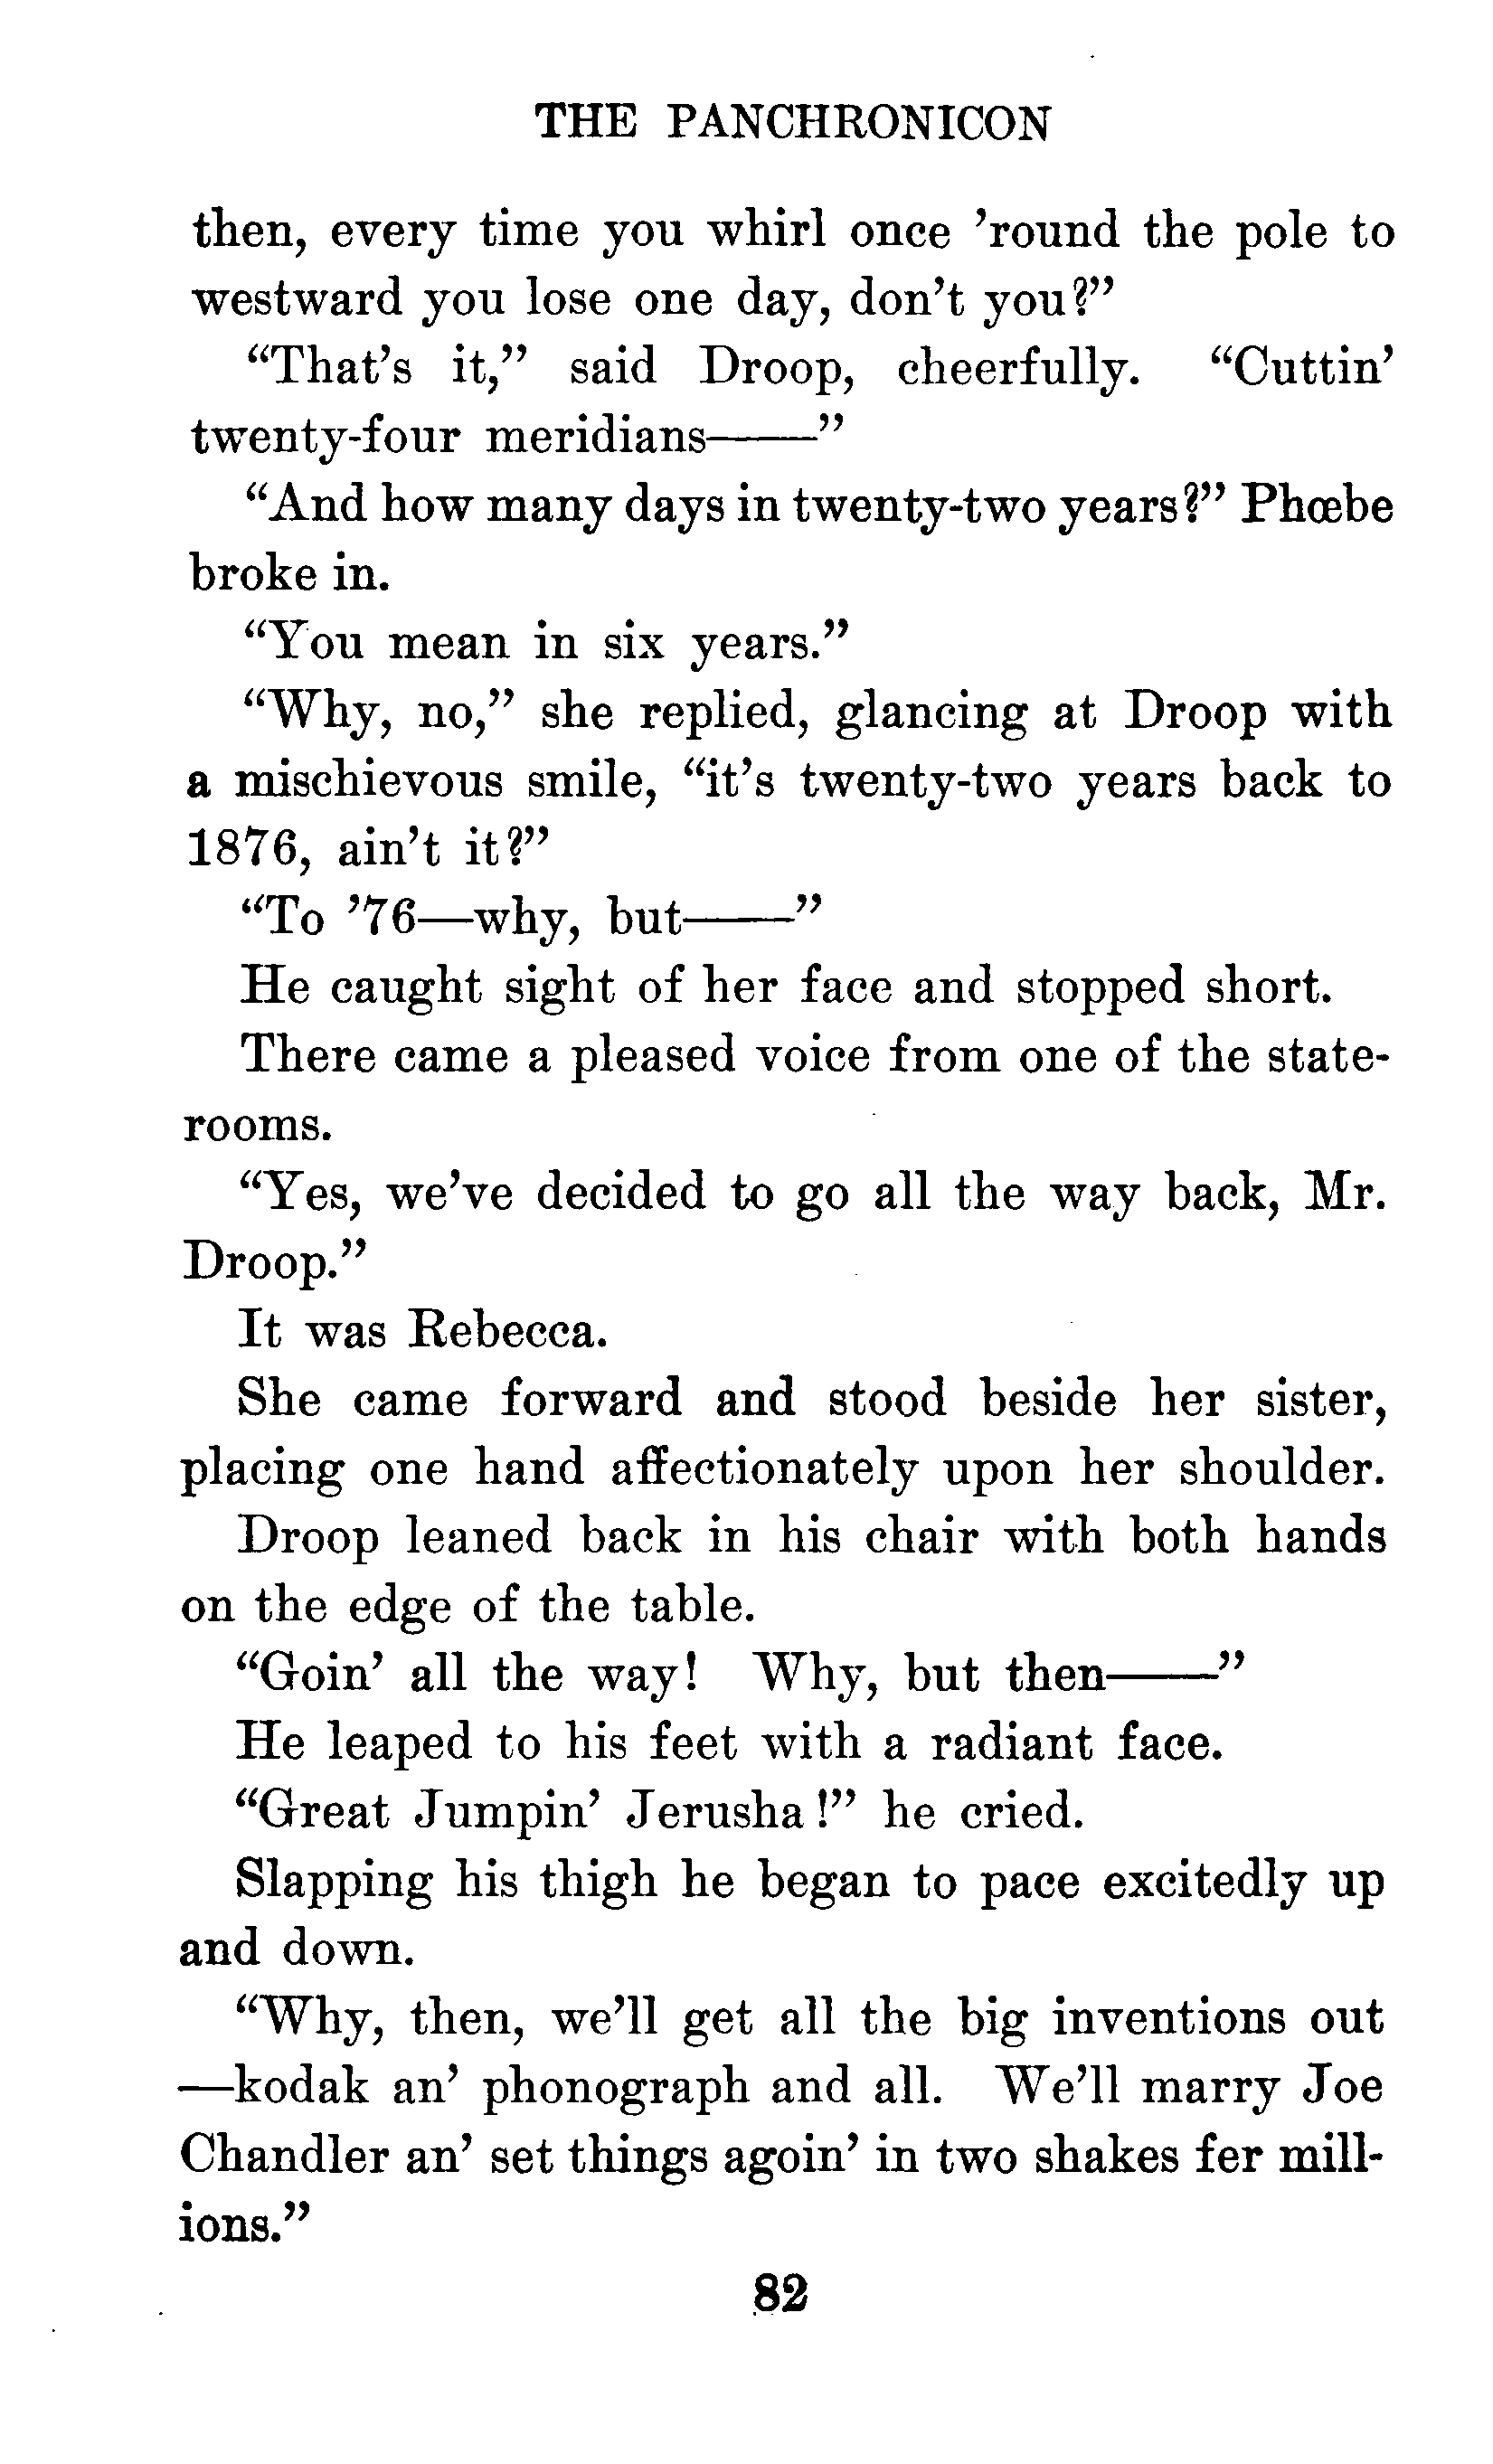 THE PANCHRONICON
then, every time you whirl once ’round the pole to
westward you lose one day, don’t you?”
“That’s it,” said Droop, cheerfully. “Cuttin’
twenty-four meridians——”
“And how many days in twenty-two years?” Phœbe
broke in.
“You mean in six years.”
“Why, no,” she replied, glancing at Droop with
a mischievous smile, “it’s twenty-two years back to
1876, ain’t it?”
“To ’76—why, but——”
He caught sight of her face and stopped short.
There came a pleased voice from one of the state-
rooms.
“Yes, we’ve decided to go all the way back, Mr.
Droop.”
It was Rebecca.
She came forward and stood beside her sister,
placing one hand affectionately upon her shoulder.
Droop leaned back in his chair with both hands
on the edge of the table.
“Goin’ all the way! Why, but then——”
He leaped to his feet with a radiant face.
“Great Jumpin’ Jerusha!” he cried.
Slapping his thigh he began to pace excitedly up
and down.
“Why, then, we’ll get all the big inventions out
—kodak an’ phonograph and all. We’ll marry Joe
Chandler an’ set things agoin’ in two shakes fer mill-
ions.”
82